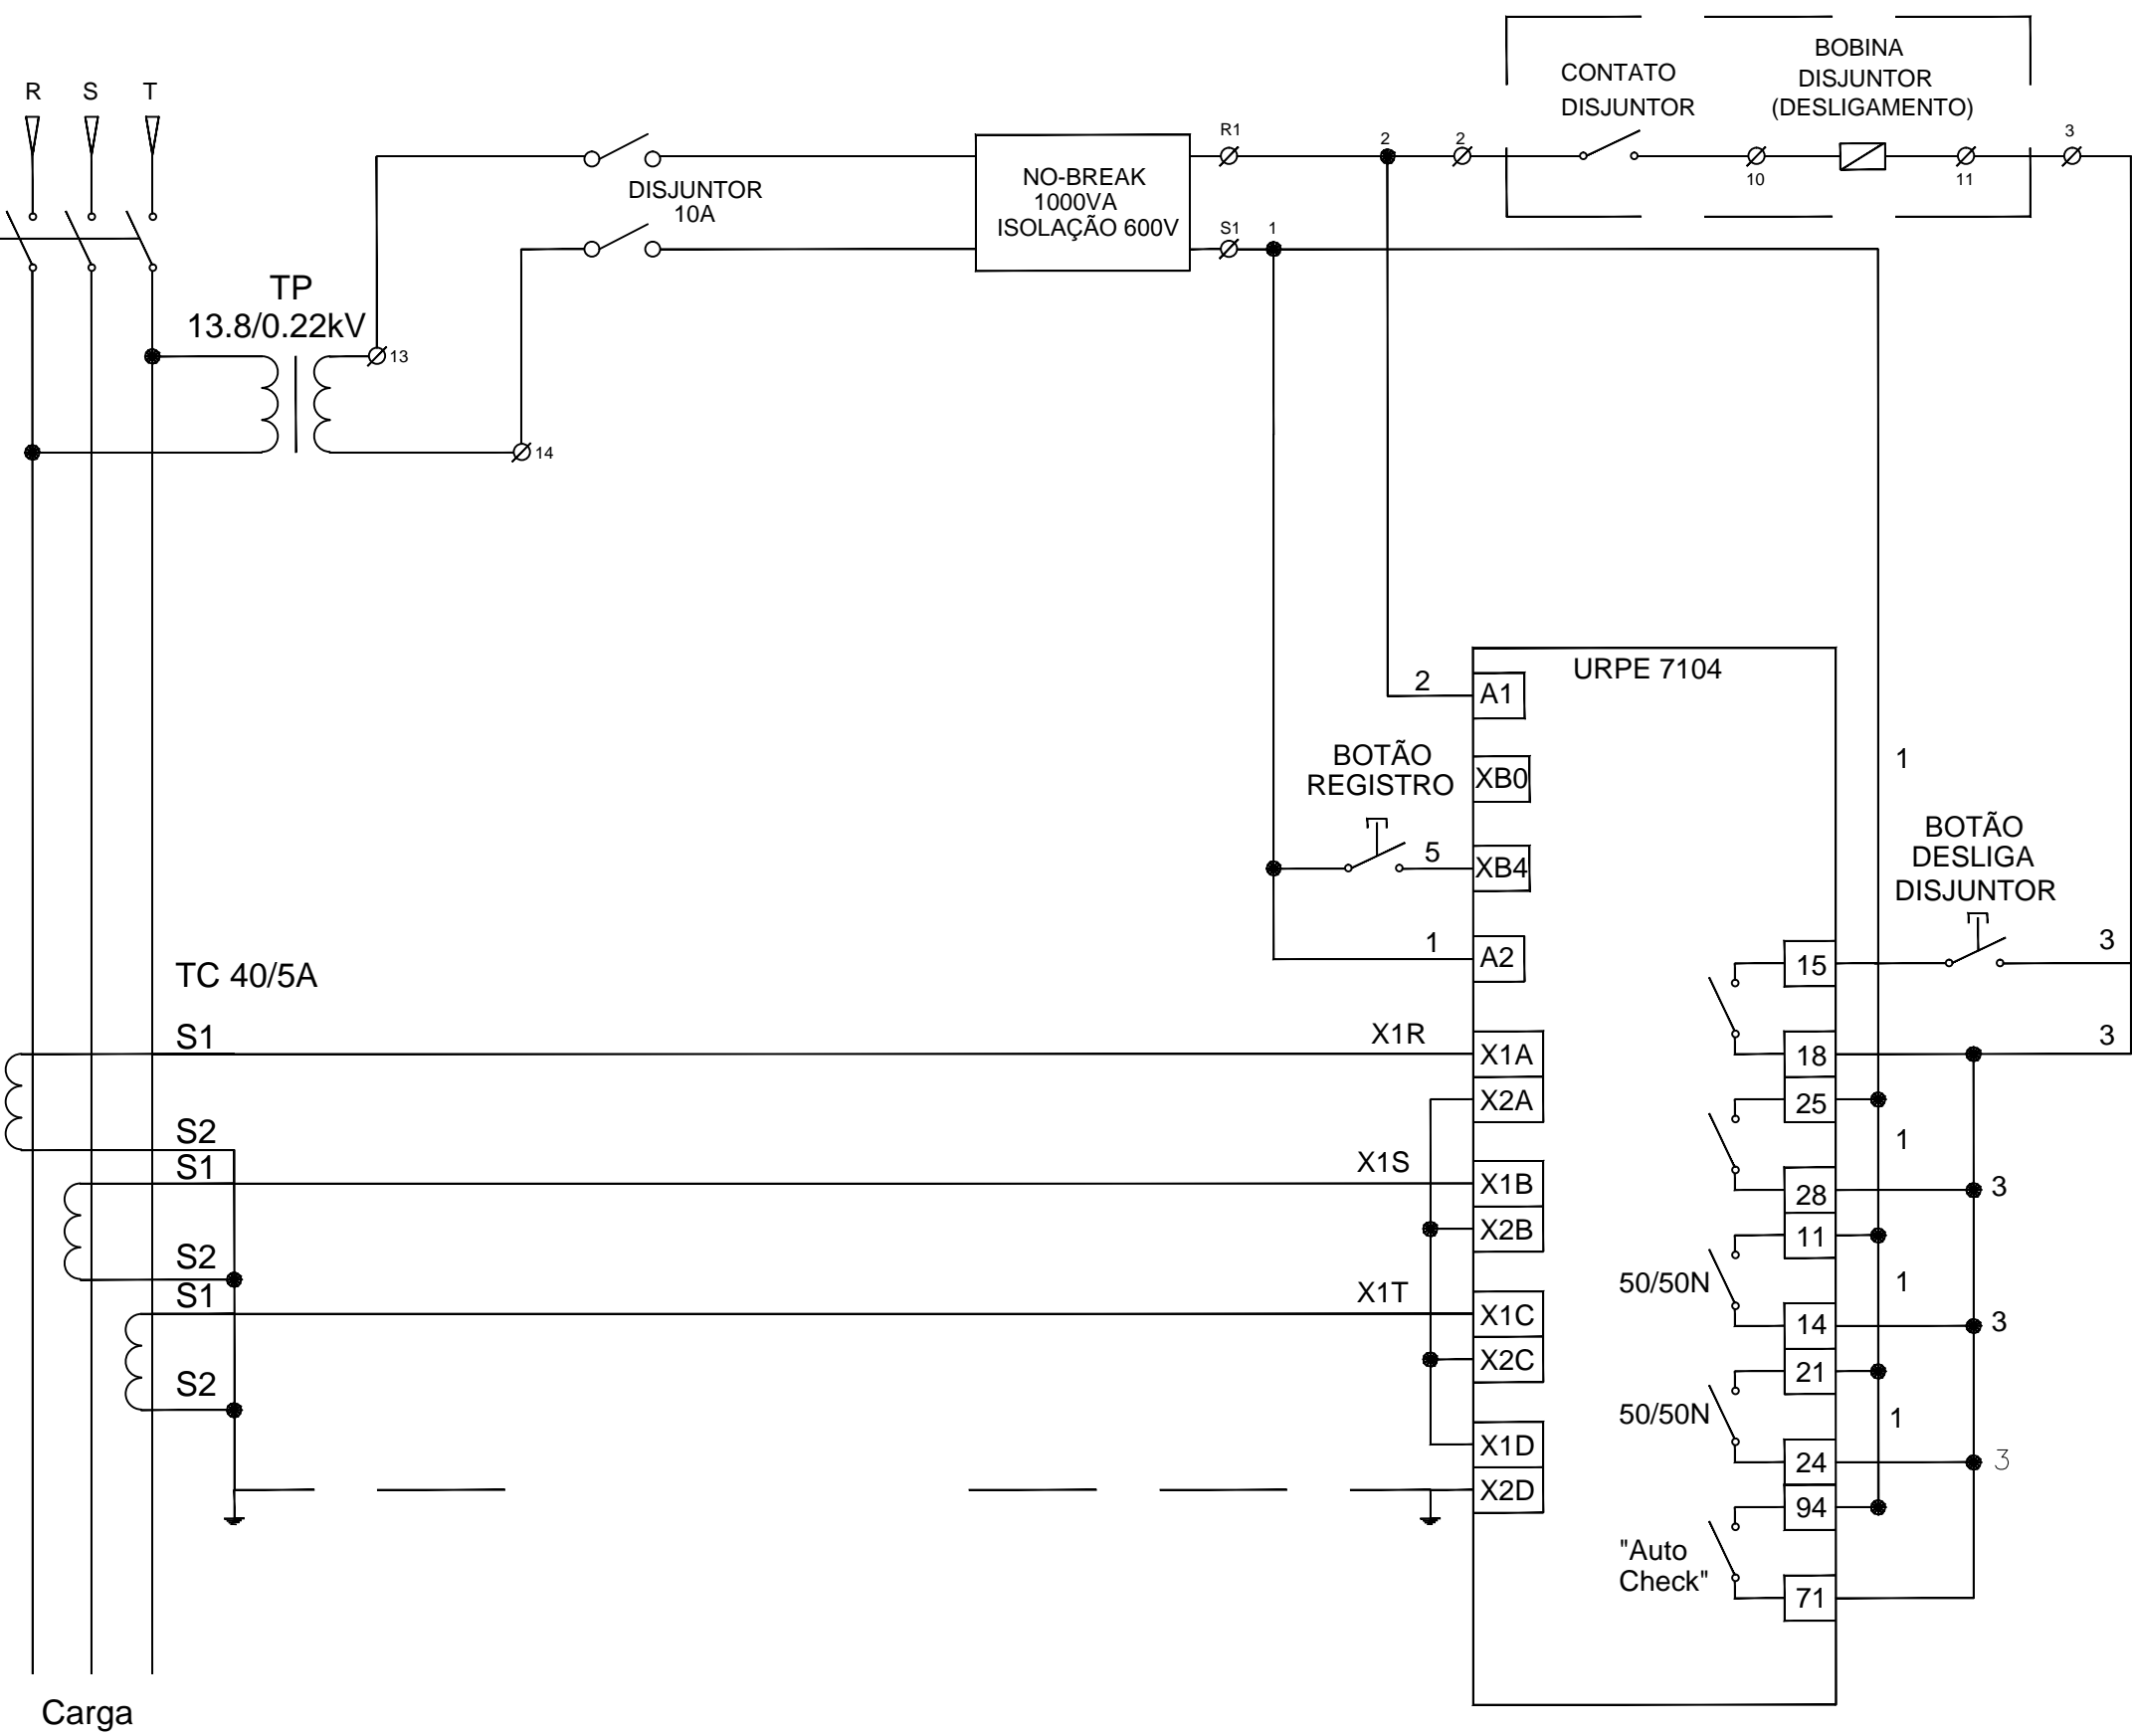 R S T
TP
13.8/0.22kV
13
14
DISJUNTOR
10A
NO-BREAK
1000VA
ISOLAÇÃO 600V
R1
S1
1
2
2
CONTATO
DISJUNTOR
BOBINA
DISJUNTOR
(DESLIGAMENTO)
10
11
3
URPE 7104
2
A1
XB0
BOTÃO
REGISTRO
5
XB4
1
A2
1
BOTÃO
DESLIGA
DISJUNTOR
3
15
3
18
25
1
28
3
50/50N
11
1
14
3
50/50N
21
1
24
3
94
"Auto
Check"
71
TC 40/5A
S1
X1R
X1A
X2A
S2
S1
X1S
X1B
X2B
S2
S1
X1T
X1C
X2C
S2
X1D
X2D
Carga